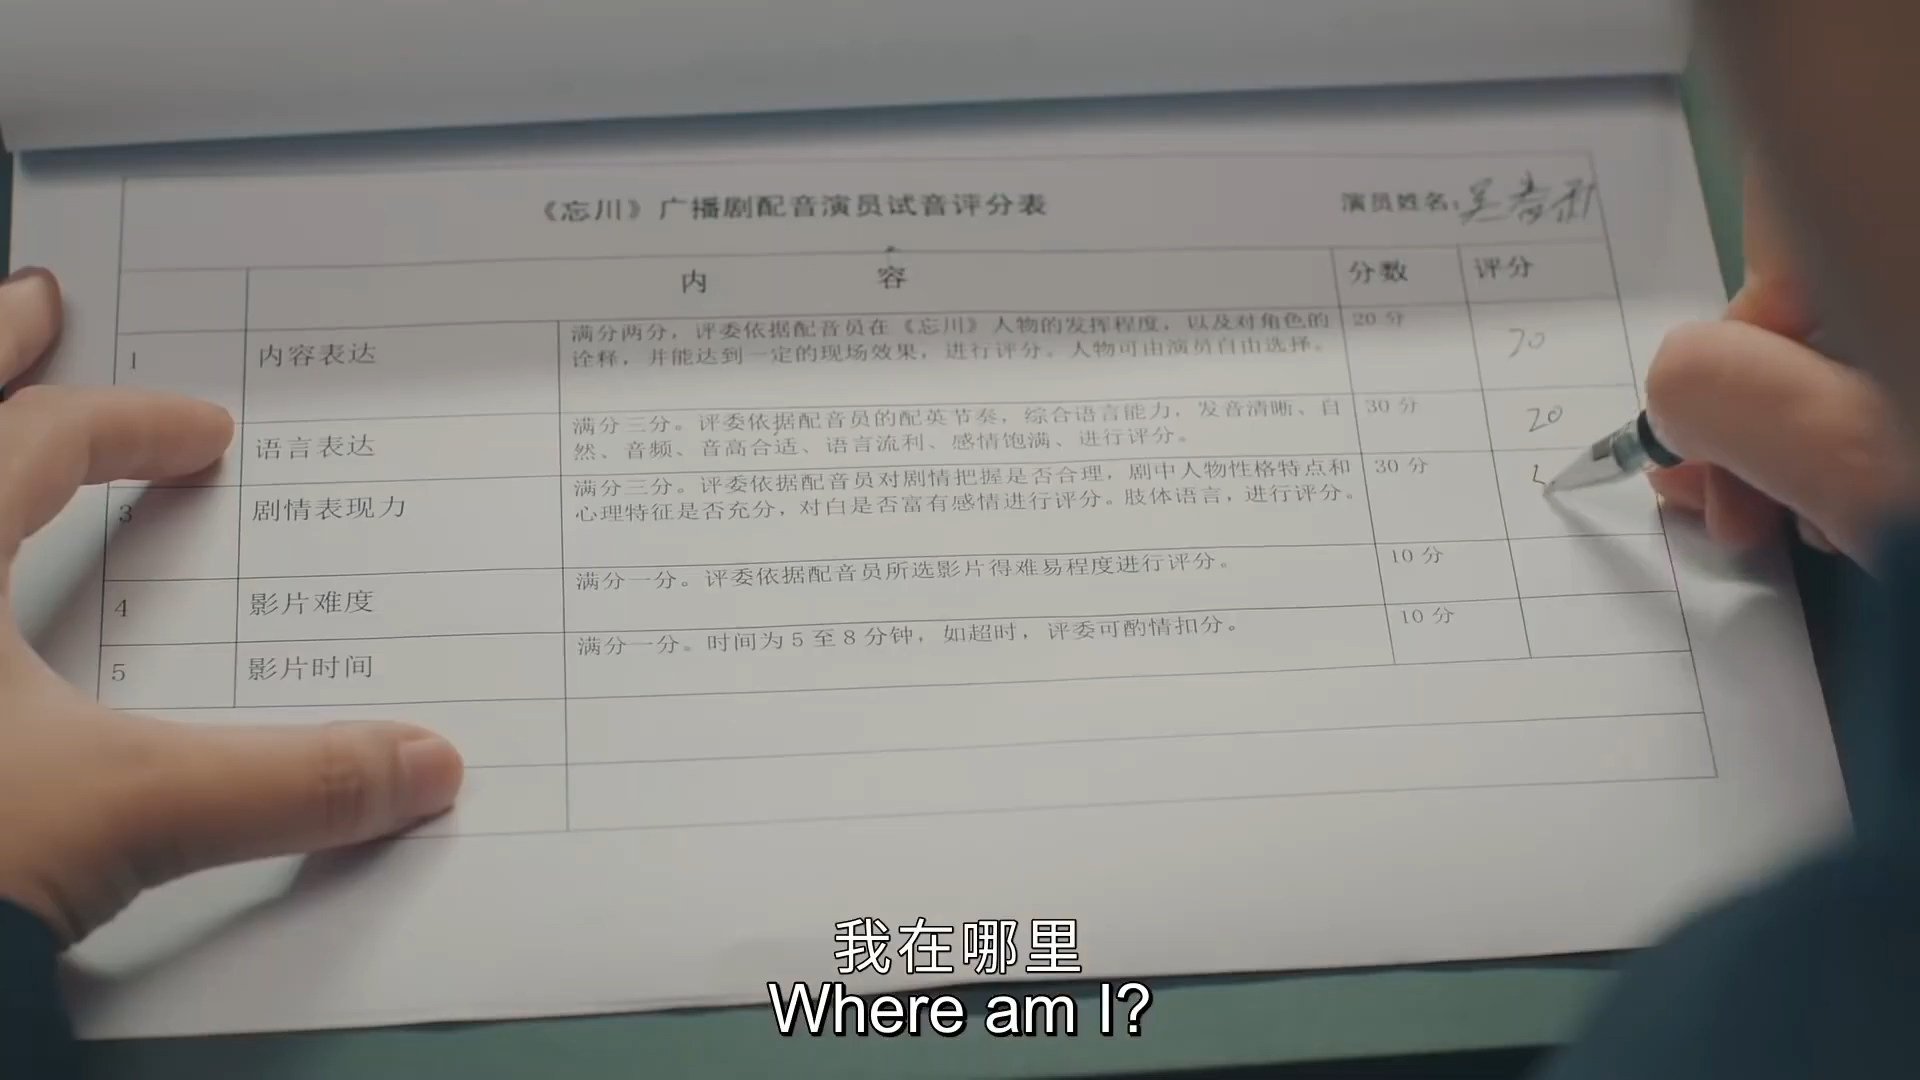 《忘川》广播剧配音演员试音评分表
演员姓名：吴
内 容 分数 评分
1 内容表达 满分两分，评委依据配音员在《忘川》人物的发挥程度，以及对角色的 20 分
诠释，并能达到一定的现场效果，进行评分。人物可由演员自由选择。
语言表达 满分三分。评委依据配音员的配英节奏，综合语言能力，发音清晰、自 30 分 20
然、音频、音高合适、语言流利、感情饱满、进行评分。
3 剧情表现力 满分三分。评委依据配音员对剧情把握是否合理，剧中人物性格特点和 30 分
心理特征是否充分，对白是否富有感情进行评分。肢体语言，进行评分。
4 影片难度 满分一分。评委依据配音员所选影片得难易程度进行评分。 10 分
5 影片时间 满分一分。时间为 5 至 8 分钟，如超时，评委可酌情扣分。 10 分
我在哪里
Where am I?